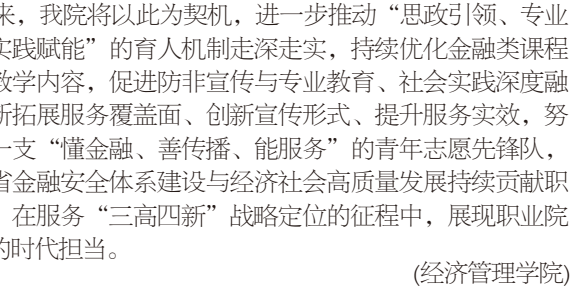 来，我院将以此为契机，进一步推动“思政引领、专业
实践赋能”的育人机制走深走实，持续优化金融类课程
教学内容，促进防非宣传与专业教育、社会实践深度融
新拓展服务覆盖面、创新宣传形式、提升服务实效，努
一支“懂金融、善传播、能服务”的青年志愿先锋队，
省金融安全体系建设与经济社会高质量发展持续贡献职
，在服务“三高四新”战略定位的征程中，展现职业院
的时代担当。
(经济管理学院)